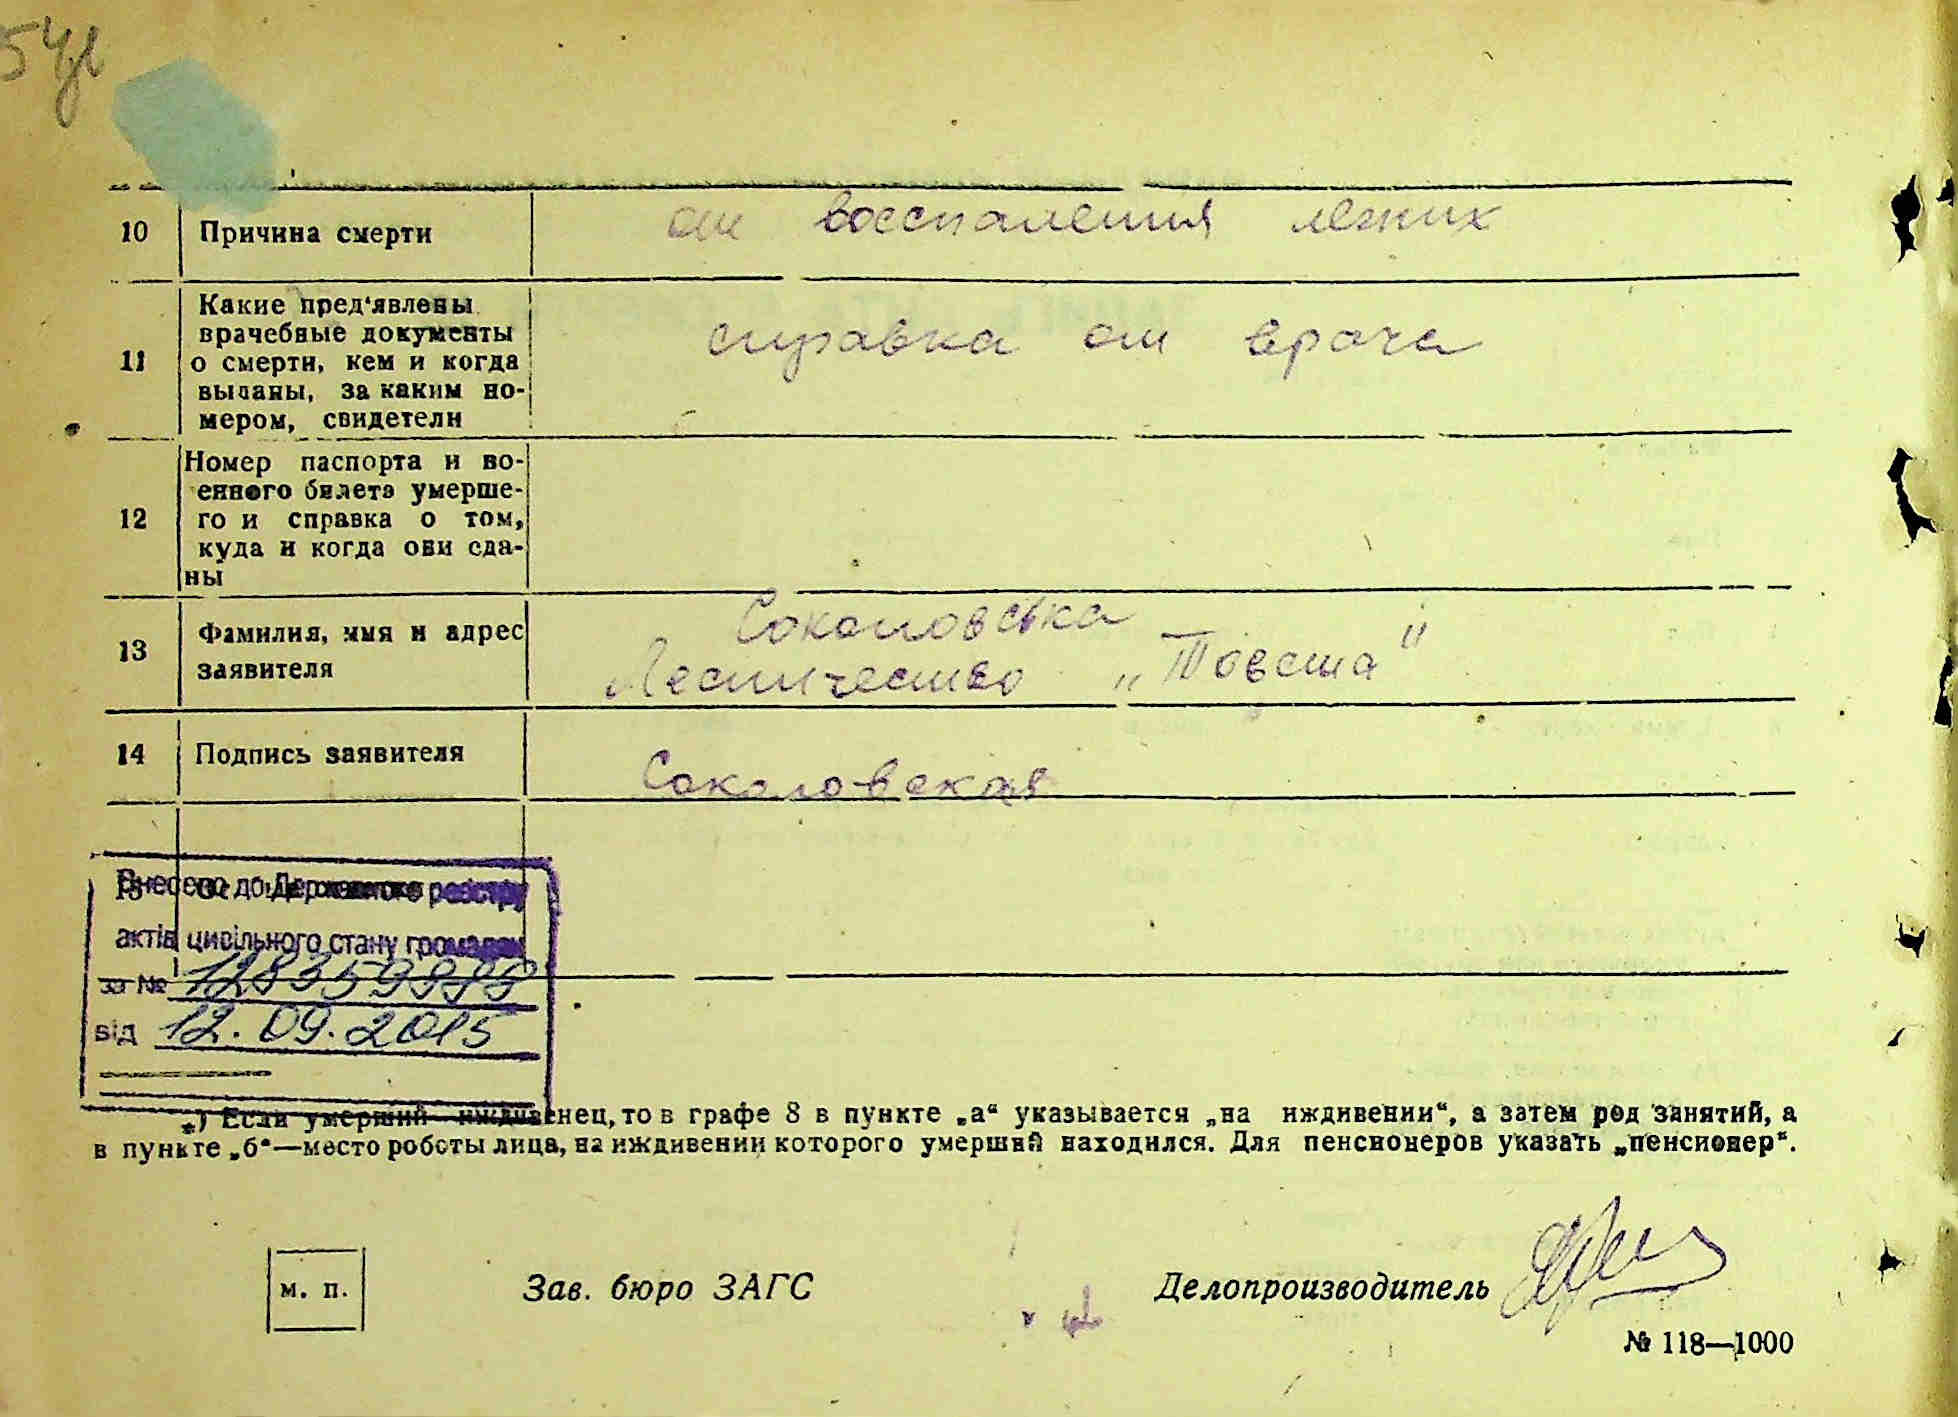 10 Причина смерти от восспаления легких
11 Какие пред‘явлены
врачебные документы
о смерти, кем и когда
выданы, за каким но-
мером, свидетели
справка от врача
12 Номер паспорта и во-
енного билета умерше-
го и справка о том,
куда и когда они сда-
ны
13 Фамилия, имя и адрес
заявителя
Соколовська
Лесничество „Товста"
14 Подпись заявителя Соколовская
15
Внесено до Державного реєстру
актів цивільного стану громадян
за №
від 12.09.2015
*) Если умерший иждивенец, то в графе 8 в пункте „а“ указывается „на иждивении“, а затем род занятий, а
в пункте „б“—место роботы лица, на иждивении которого умерший находился. Для пенсионеров указать „пенсионер“.
м. п. Зав. бюро ЗАГС Делопроизводитель
№ 118—1000